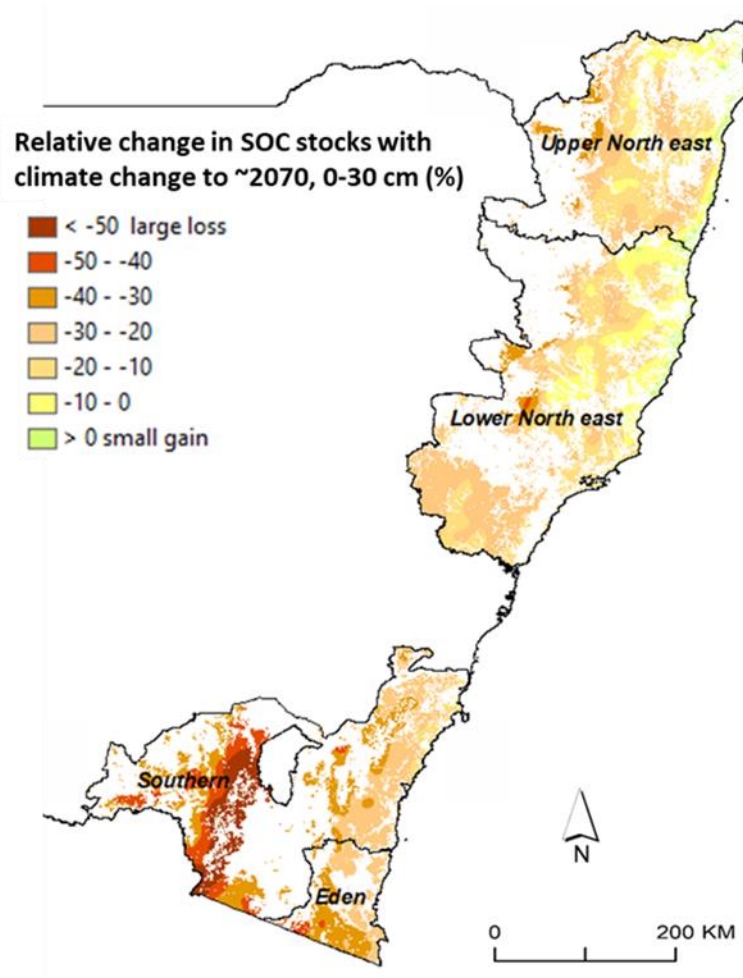 Relative change in SOC stocks with
climate change to ~2070, 0-30 cm (%)
< -50 large loss
-50 - -40
-40 - -30
-30 - -20
-20 - -10
-10 - 0
> 0 small gain
Upper North east
Lower North east
Southern
Eden
N
0 200 KM